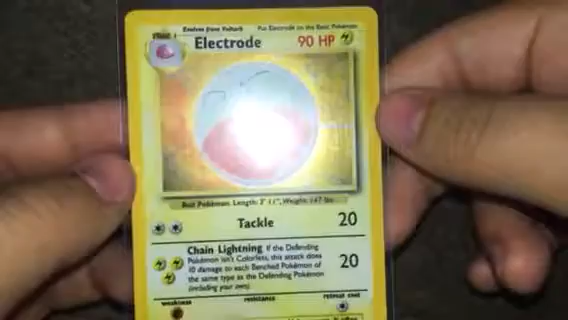 Evolves from Voltorb Put Electrode on the Basic Pokémon
STAGE 1 Electrode 90 HP
Ball Pokémon. Length: 3' 11", Weight: 147 lbs.
Tackle 20
Chain Lightning If the Defending
Pokémon isn't Colorless, this attack does
10 damage to each Benched Pokémon of
the same type as the Defending Pokémon
(including your own). 20
weakness resistance retreat cost